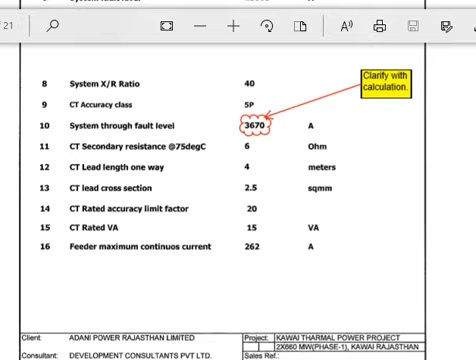 of 21
8 System X/R Ratio 40
9 CT Accuracy class 5P
10 System through fault level 3670 A
Clarify with calculation.
11 CT Secondary resistance @75degC 6 Ohm
12 CT Lead length one way 4 meters
13 CT lead cross section 2.5 sqmm
14 CT Rated accuracy limit factor 20
15 CT Rated VA 15 VA
16 Feeder maximum continuos current 262 A
Client: ADANI POWER RAJASTHAN LIMITED Project: KAWAI THARMAL POWER PROJECT
2X660 MW(PHASE-1), KAWAI RAJASTHAN
Consultant: DEVELOPMENT CONSULTANTS PVT LTD. Sales Ref.: